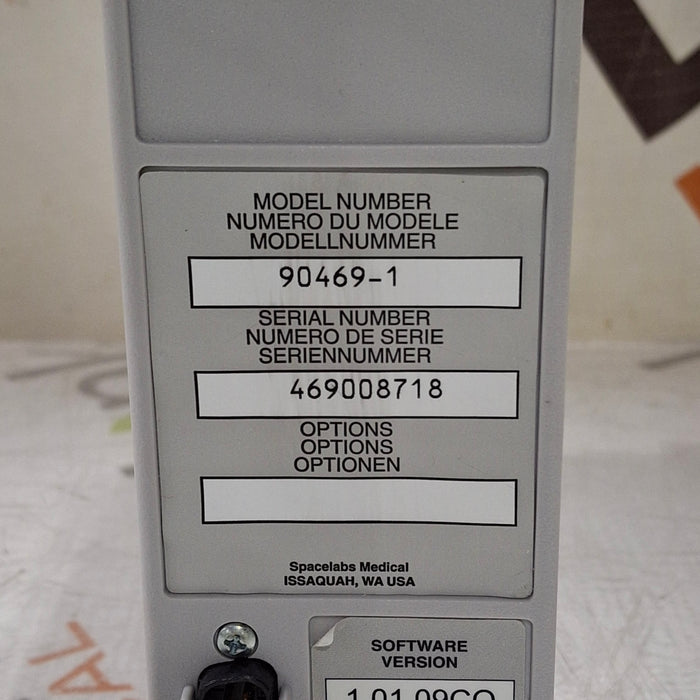 MODEL NUMBER
NUMERO DU MODELE
MODELLNUMMER
90469-1
SERIAL NUMBER
NUMERO DE SERIE
SERIENNUMMER
469008718
OPTIONS
OPTIONS
OPTIONEN
Spacelabs Medical
ISSAQUAH, WA USA
SOFTWARE
VERSION
AL